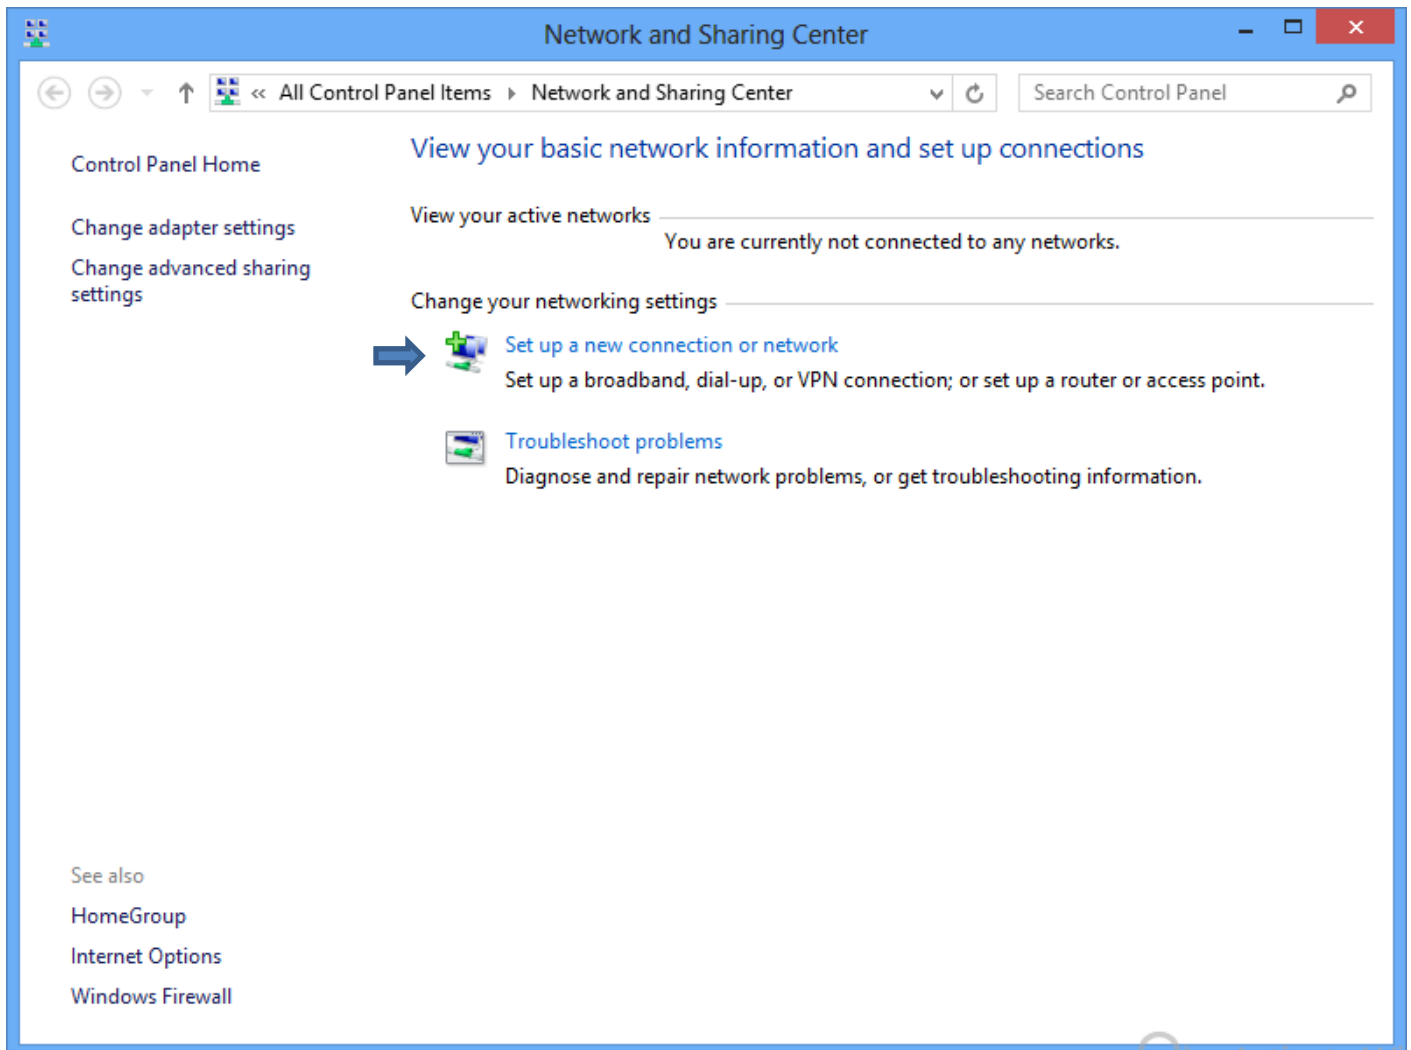 Network and Sharing Center
« All Control Panel Items Network and Sharing Center
Search Control Panel
Control Panel Home
Change adapter settings
Change advanced sharing
settings
View your basic network information and set up connections
View your active networks
You are currently not connected to any networks.
Change your networking settings
Set up a new connection or network
Set up a broadband, dial-up, or VPN connection; or set up a router or access point.
Troubleshoot problems
Diagnose and repair network problems, or get troubleshooting information.
See also
HomeGroup
Internet Options
Windows Firewall